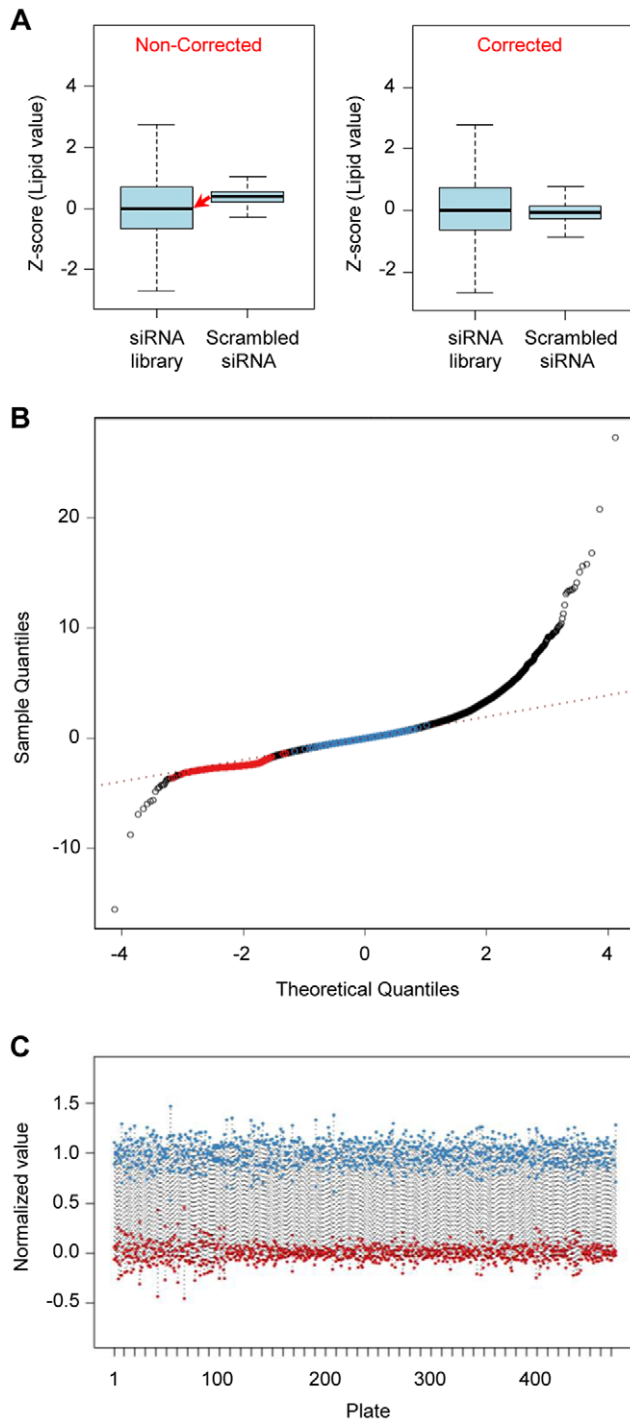 A
Non-Corrected
Corrected
Z-score (Lipid value)
4
2
0
-2
siRNA library
Scrambled siRNA
Z-score (Lipid value)
4
2
0
-2
siRNA library
Scrambled siRNA
B
Sample Quantiles
20
10
0
-10
-4 -2 0 2 4
Theoretical Quantiles
C
Normalized value
1.5
1.0
0.5
0.0
-0.5
1 100 200 300 400
Plate